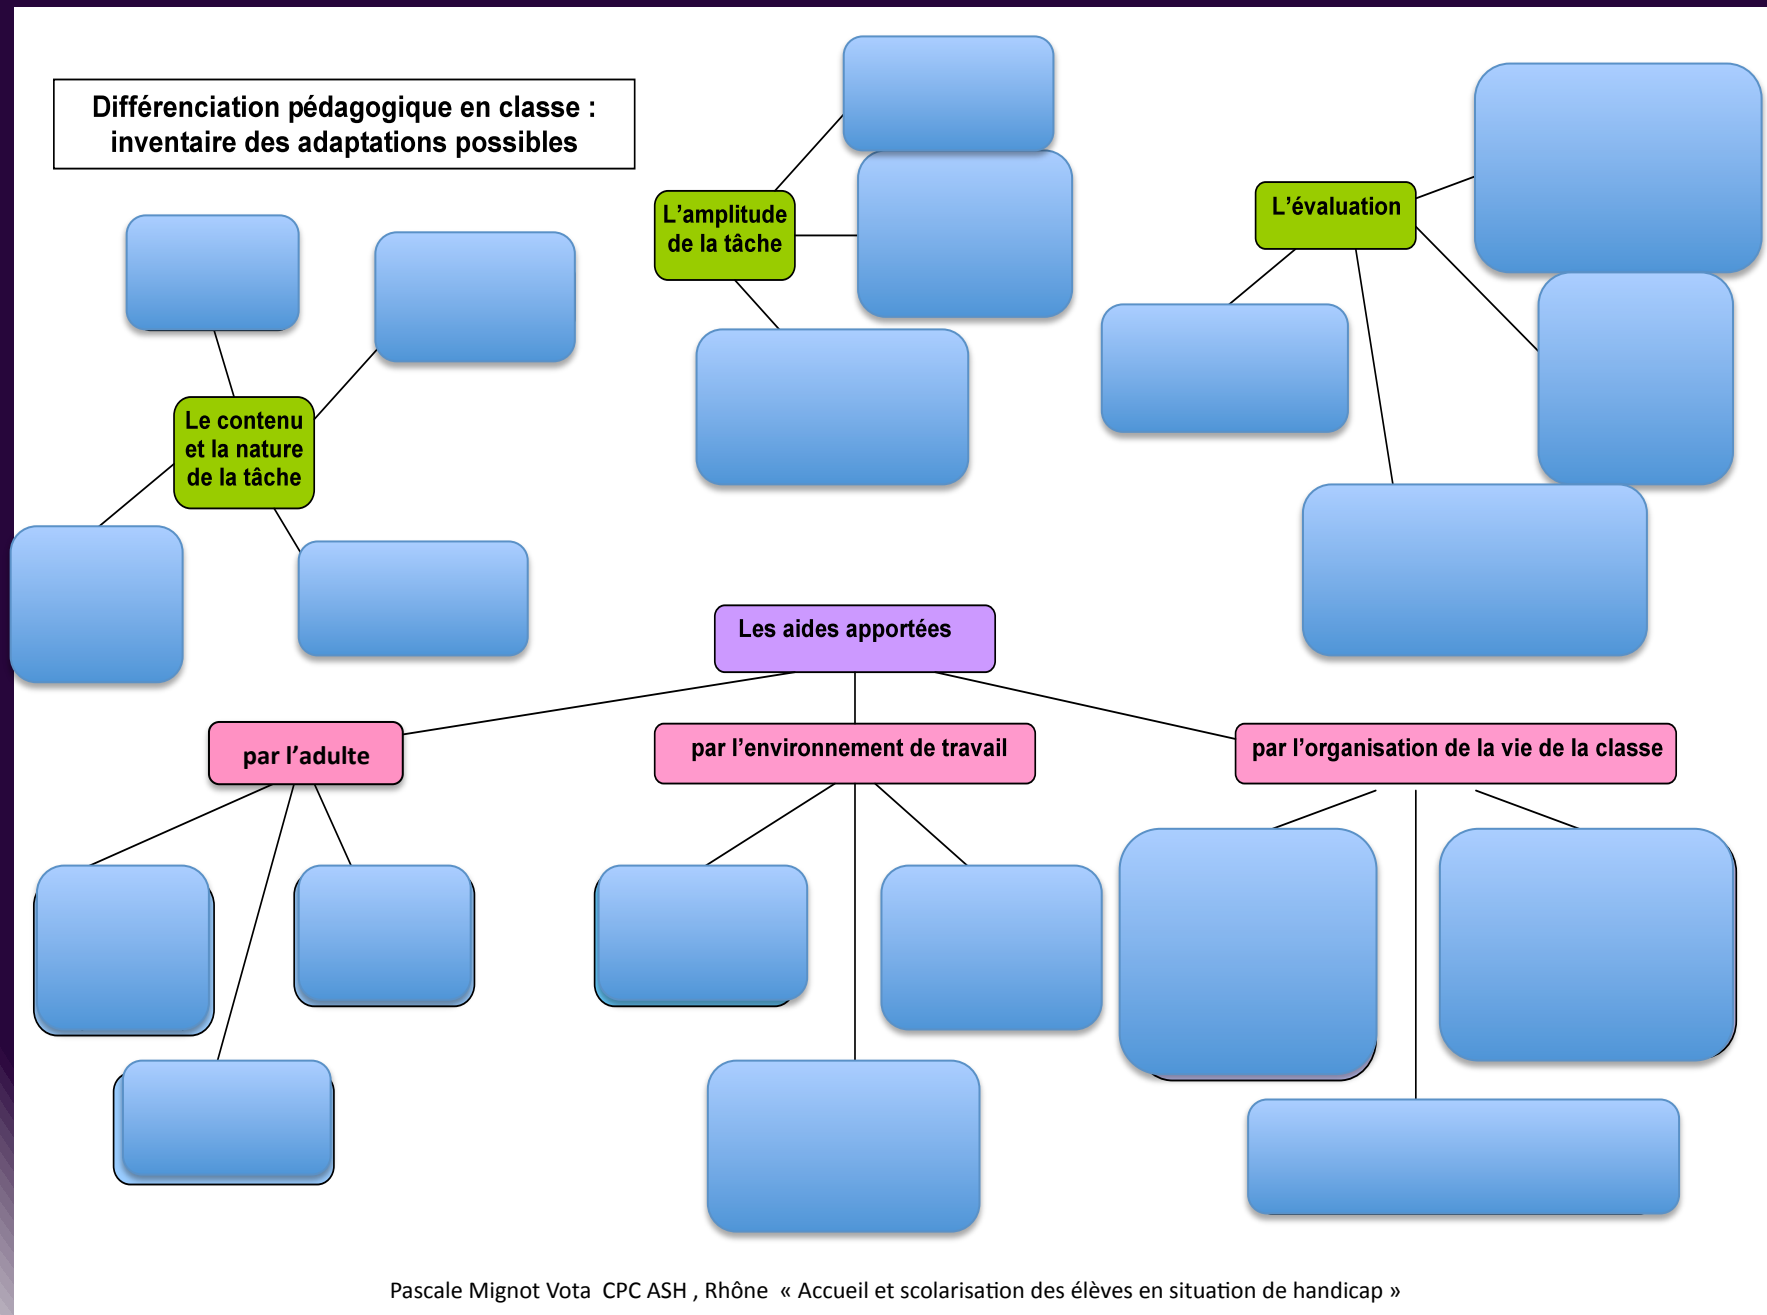 Différenciation pédagogique en classe :
inventaire des adaptations possibles
L'amplitude
de la tâche
L'évaluation
Le contenu
et la nature
de la tâche
Les aides apportées
par l'adulte
par l'environnement de travail
par l'organisation de la vie de la classe
Pascale Mignot Vota  CPC ASH , Rhône  « Accueil et scolarisation des élèves en situation de handicap »